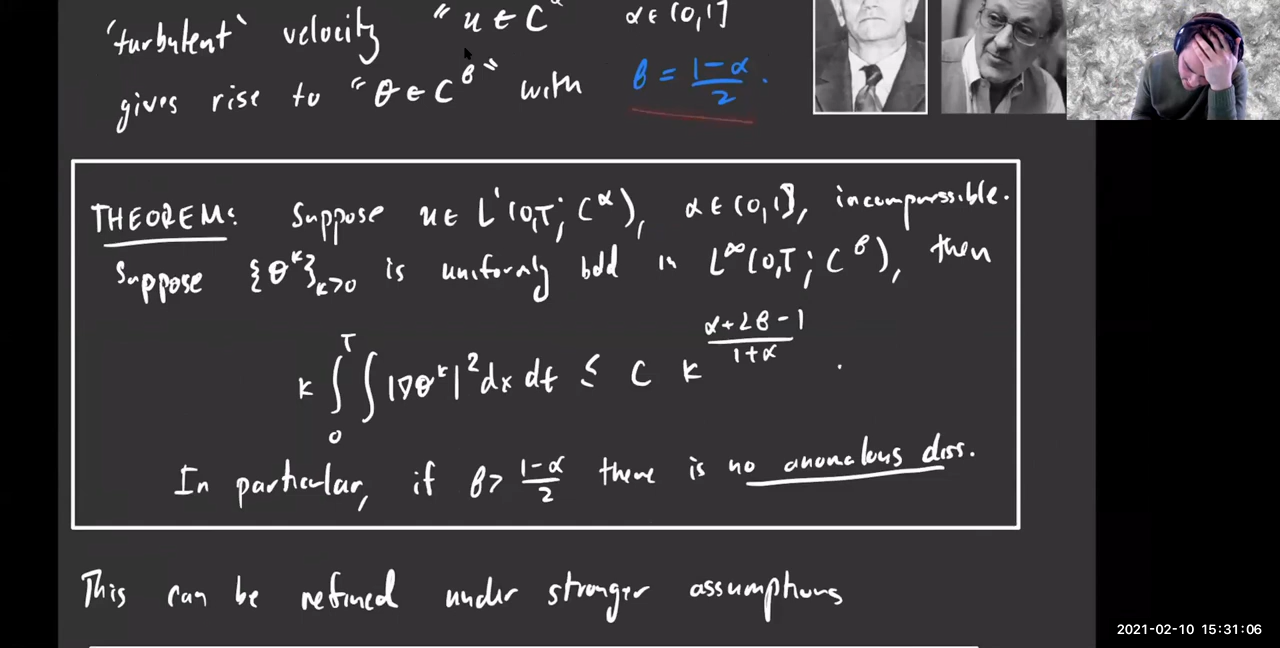 'turbulent' velocity "u ∈ C^α α ∈ (0,1]
gives rise to "θ ∈ C^β" with β = (1-α)/2 .
THEOREM: Suppose u ∈ L¹(0,T; C^α), α ∈ (0,1], incompressible.
Suppose {θ^κ}_κ>0 is uniformly bdd in L^∞(0,T; C^β), then
κ ∫_0^T ∫ |∇θ^κ|² dx dt ≤ C κ^((α+2β-1)/(1+α)) .
In particular, if β > (1-α)/2 there is no anomalous diss.
This can be refined under stronger assumptions
2021-02-10 15:31:06